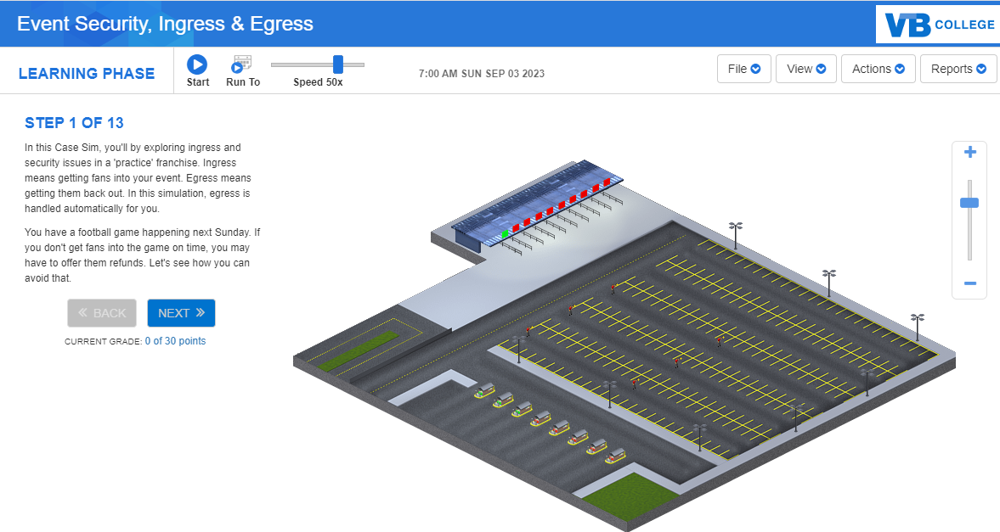 Event Security, Ingress & Egress
VB COLLEGE
LEARNING PHASE
Start
Run To
Speed 50x
7:00 AM SUN SEP 03 2023
File
View
Actions
Reports
STEP 1 OF 13
In this Case Sim, you'll by exploring ingress and
security issues in a 'practice' franchise. Ingress
means getting fans into your event. Egress means
getting them back out. In this simulation, egress is
handled automatically for you.
You have a football game happening next Sunday. If
you don't get fans into the game on time, you may
have to offer them refunds. Let's see how you can
avoid that.
BACK
NEXT
CURRENT GRADE: 0 of 30 points